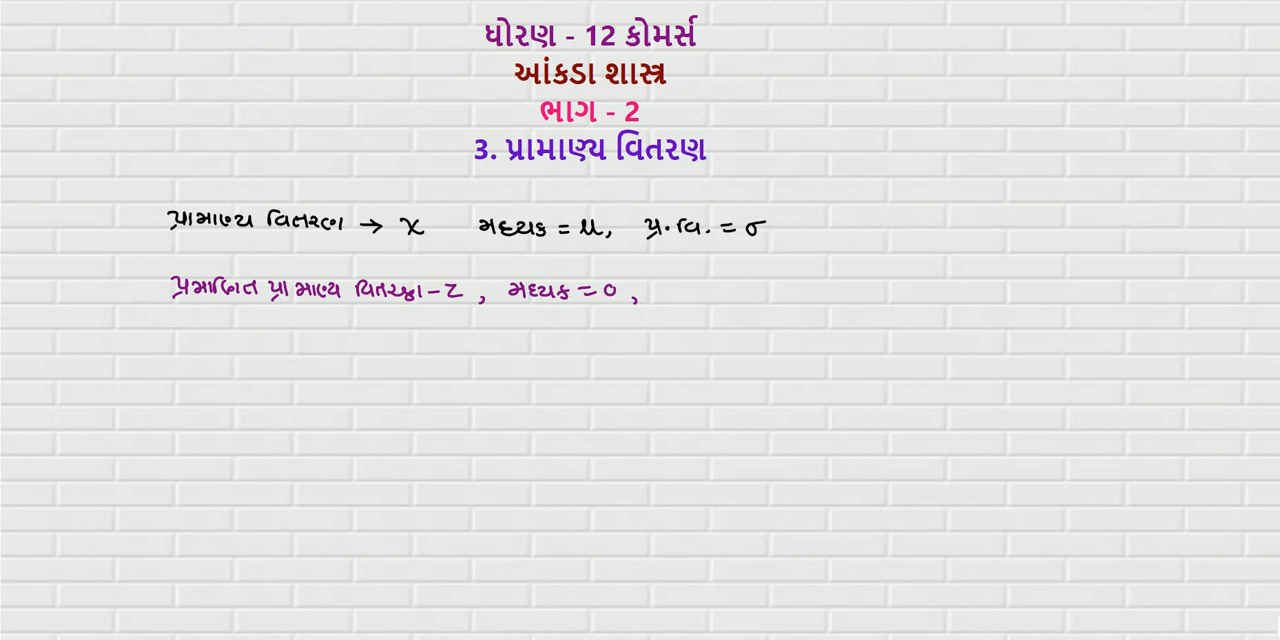 ધોરણ - 12 કોમર્સ
આંકડા શાસ્ત્ર
ભાગ - 2
3. પ્રામાણ્ય વિતરણ
પ્રામાણ્ય વિતરણ → x મધ્યક = μ, પ્ર.વિ. = σ
પ્રમાણિત પ્રામાણ્ય વિતરણ - Z , મધ્યક = 0 ,